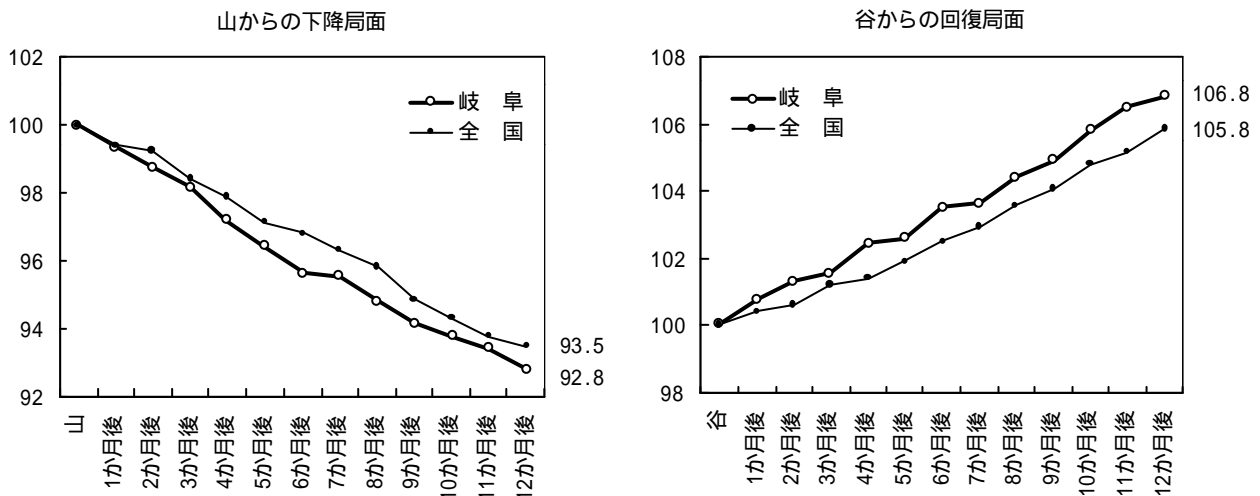 山からの下降局面
102
100
98
96
94
92
岐　阜
全　国
93.5
92.8
山
1か月後
2か月後
3か月後
4か月後
5か月後
6か月後
7か月後
8か月後
9か月後
10か月後
11か月後
12か月後
谷からの回復局面
108
106
104
102
100
98
岐　阜
全　国
106.8
105.8
谷
1か月後
2か月後
3か月後
4か月後
5か月後
6か月後
7か月後
8か月後
9か月後
10か月後
11か月後
12か月後